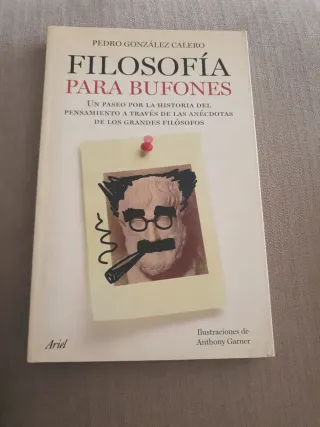 PEDRO GONZÁLEZ CALERO
FILOSOFÍA
PARA BUFONES
UN PASEO POR LA HISTORIA DEL
PENSAMIENTO A TRAVÉS DE LAS ANÉCDOTAS
DE LOS GRANDES FILÓSOFOS
Ilustraciones de
Anthony Garner
Ariel